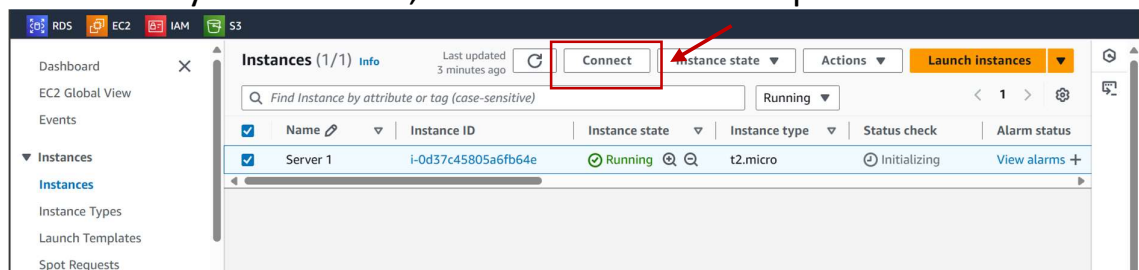 RDS EC2 IAM S3
Dashboard
EC2 Global View
Events
Instances
Instances
Instance Types
Launch Templates
Spot Requests
Instances (1/1) Info
Last updated
3 minutes ago
Connect
Instance state
Actions
Launch instances
Find Instance by attribute or tag (case-sensitive)
Running
1
Name Instance ID Instance state Instance type Status check Alarm status
Server 1 i-0d37c45805a6fb64e Running t2.micro Initializing View alarms +